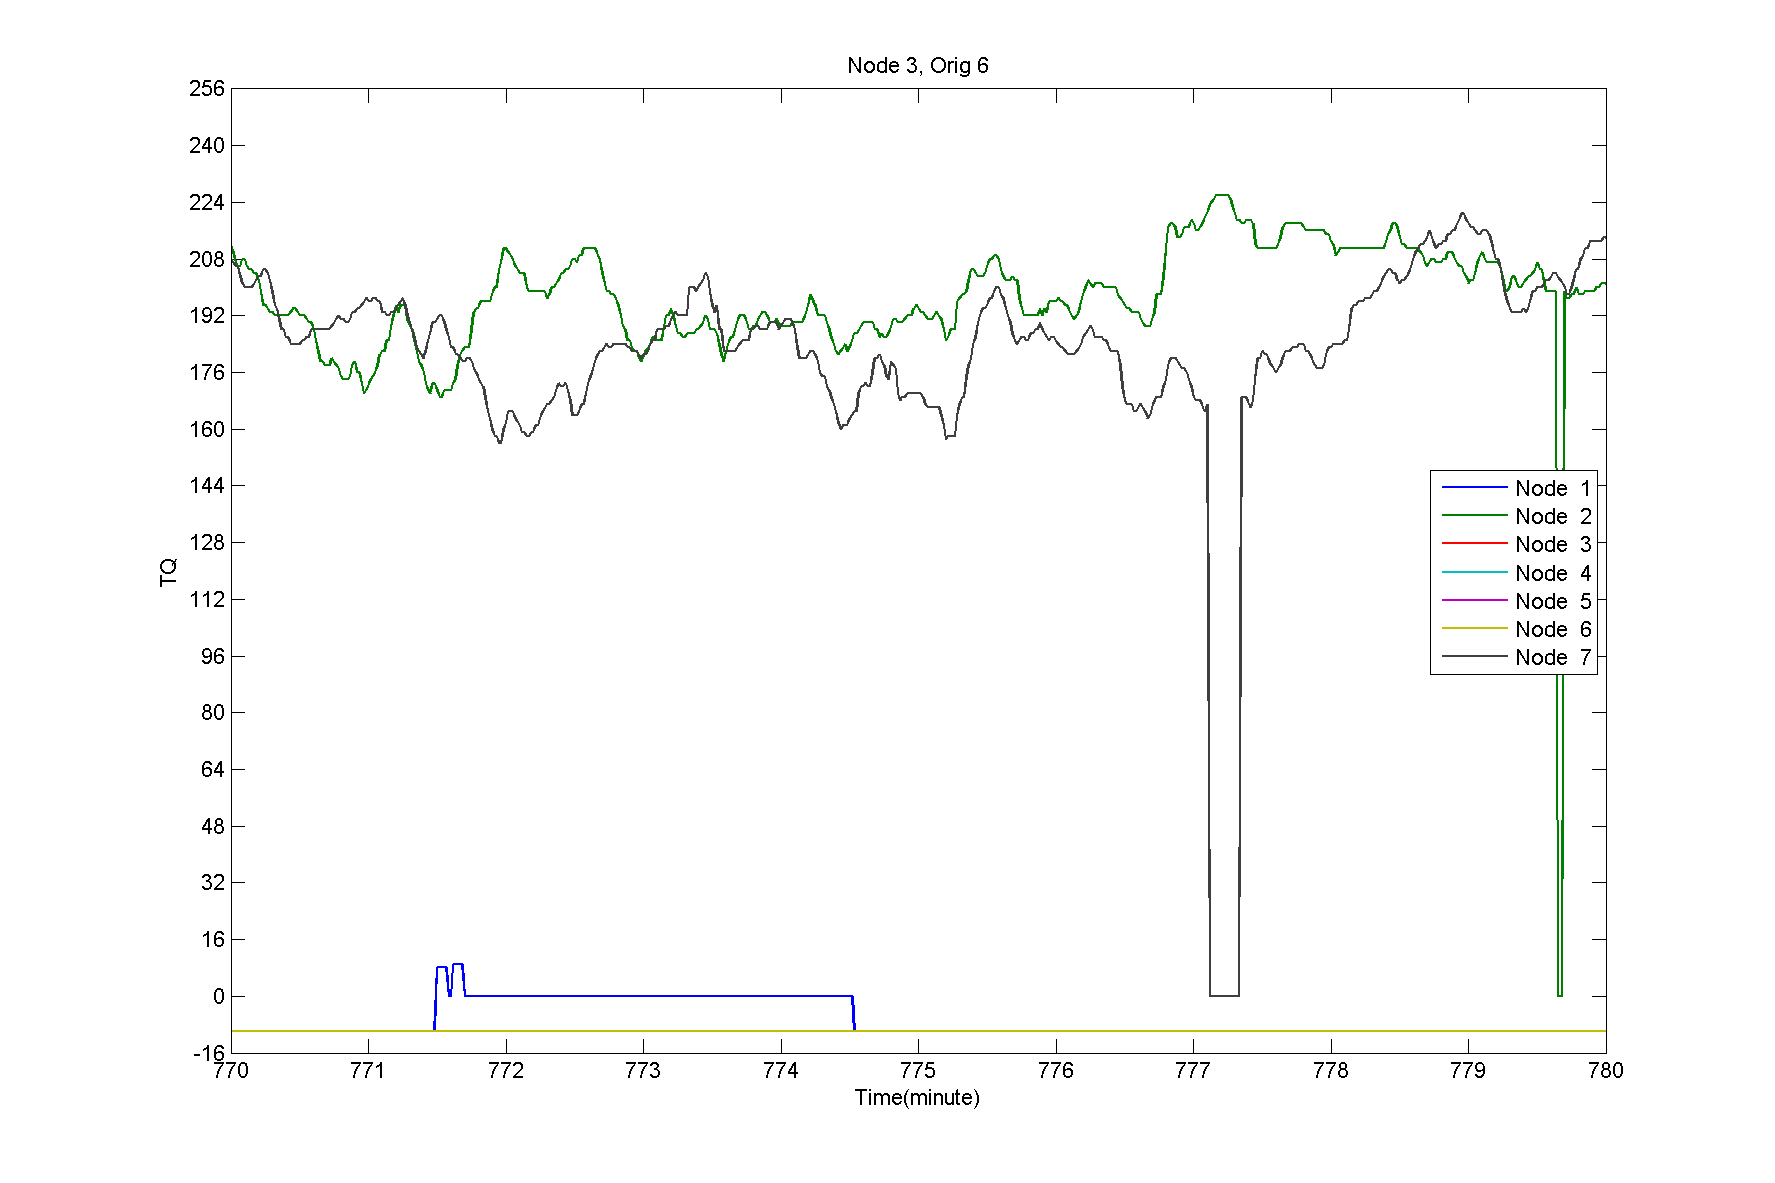 Node 3, Orig 6
256
240
224
208
192
176
160
144
128
112
96
80
64
48
32
16
0
-16
TQ
Node 1
Node 2
Node 3
Node 4
Node 5
Node 6
Node 7
770 771 772 773 774 775 776 777 778 779 780
Time(minute)